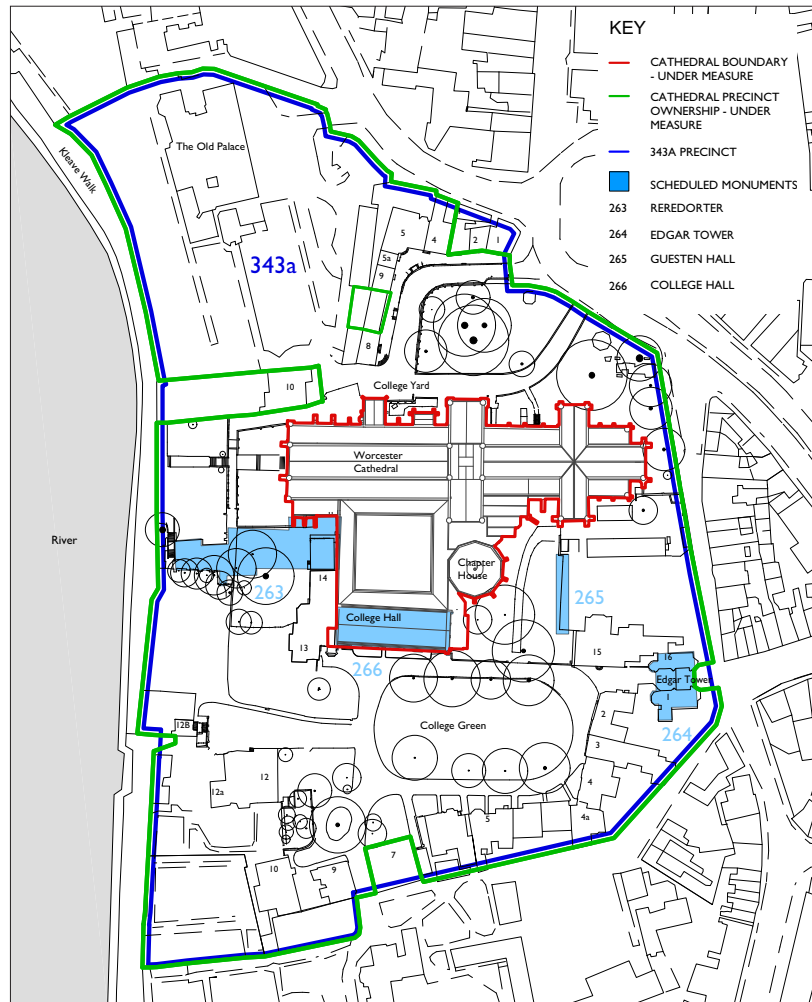 KEY
CATHEDRAL BOUNDARY
- UNDER MEASURE
CATHEDRAL PRECINCT
OWNERSHIP - UNDER
MEASURE
343A PRECINCT
SCHEDULED MONUMENTS
263 REREDORTER
264 EDGAR TOWER
265 GUESTEN HALL
266 COLLEGE HALL
The Old Palace
Kleave Walk
343a
5
4
2
1
5a
9
8
10
College Yard
Worcester
Cathedral
River
Chapter
House
14
263
265
College Hall
13
266
15
16
Edgar Tower
1
264
College Green
2
3
12B
12
12a
4
5
4a
7
10
9